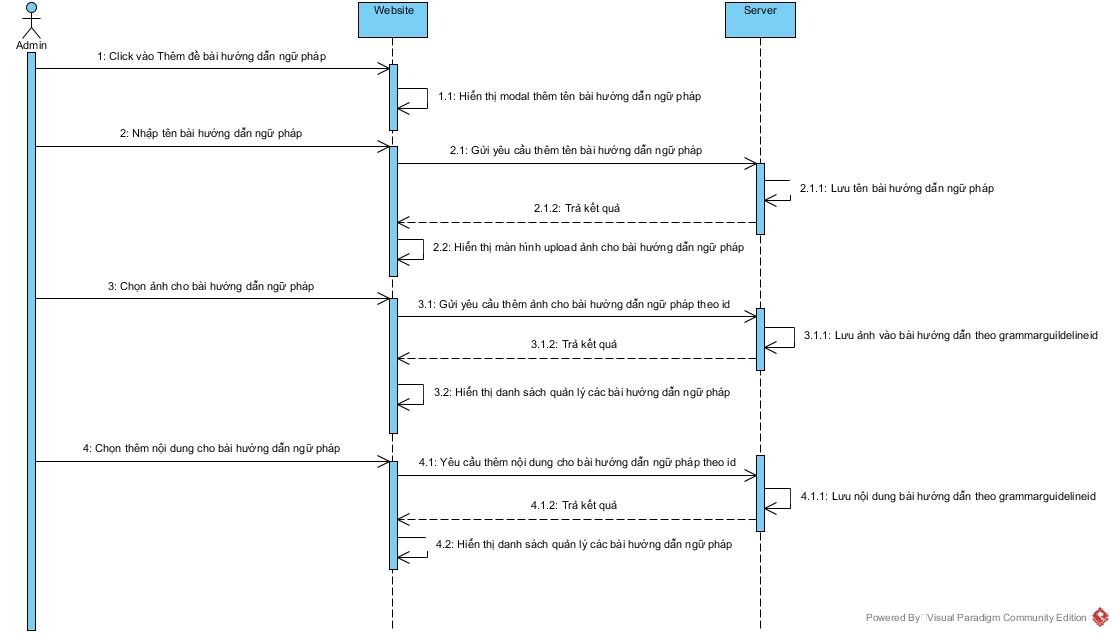 Website
Server
Admin
1: Click vào Thêm đề bài hướng dẫn ngữ pháp
1.1: Hiển thị modal thêm tên bài hướng dẫn ngữ pháp
2: Nhập tên bài hướng dẫn ngữ pháp
2.1: Gửi yêu cầu thêm tên bài hướng dẫn ngữ pháp
2.1.1: Lưu tên bài hướng dẫn ngữ pháp
2.1.2: Trả kết quả
2.2: Hiển thị màn hình upload ảnh cho bài hướng dẫn ngữ pháp
3: Chọn ảnh cho bài hướng dẫn ngữ pháp
3.1: Gửi yêu cầu thêm ảnh cho bài hướng dẫn ngữ pháp theo id
3.1.1: Lưu ảnh vào bài hướng dẫn theo grammarguildelineid
3.1.2: Trả kết quả
3.2: Hiển thị danh sách quản lý các bài hướng dẫn ngữ pháp
4: Chọn thêm nội dung cho bài hướng dẫn ngữ pháp
4.1: Yêu cầu thêm nội dung cho bài hướng dẫn ngữ pháp theo id
4.1.1: Lưu nội dung bài hướng dẫn theo grammarguidelineid
4.1.2: Trả kết quả
4.2: Hiển thị danh sách quản lý các bài hướng dẫn ngữ pháp
Powered By Visual Paradigm Community Edition